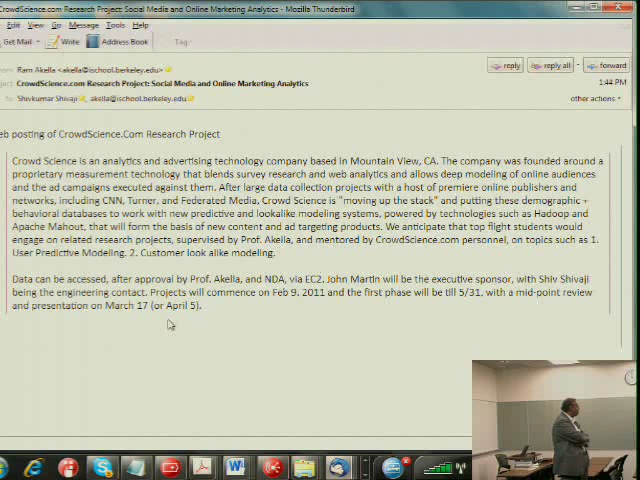 CrowdScience.com Research Project: Social Media and Online Marketing Analytics - Mozilla Thunderbird
Edit View Go Message Tools Help
Get Mail Write Address Book Tag
Ram Akella <akella@ischool.berkeley.edu> reply reply all forward
CrowdScience.com Research Project: Social Media and Online Marketing Analytics 1:44 PM
To Shivkumar Shivaji, akella@ischool.berkeley.edu other actions
posting of CrowdScience.Com Research Project
Crowd Science is an analytics and advertising technology company based in Mountain View, CA. The company was founded around a
proprietary measurement technology that blends survey research and web analytics and allows deep modeling of online audiences
and the ad campaigns executed against them. After large data collection projects with a host of premiere online publishers and
networks, including CNN, Turner, and Federated Media, Crowd Science is "moving up the stack" and putting these demographic +
behavioral databases to work with new predictive and lookalike modeling systems, powered by technologies such as Hadoop and
Apache Mahout, that will form the basis of new content and ad targeting products. We anticipate that top flight students would
engage on related research projects, supervised by Prof. Akella, and mentored by CrowdScience.com personnel, on topics such as 1.
User Predictive Modeling. 2. Customer look alike modeling.
Data can be accessed, after approval by Prof. Akella, and NDA, via EC2. John Martin will be the executive sponsor, with Shiv Shivaji
being the engineering contact. Projects will commence on Feb 9. 2011 and the first phase will be till 5/31, with a mid-point review
and presentation on March 17 (or April 5).